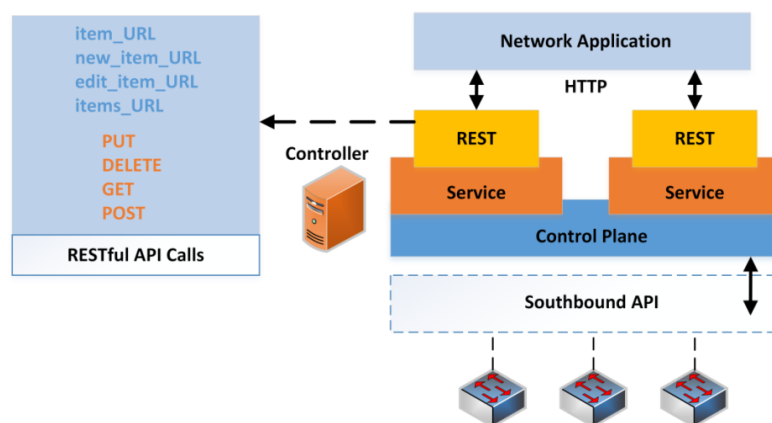 item_URL
new_item_URL
edit_item_URL
items_URL
PUT
DELETE
GET
POST
RESTful API Calls
Network Application
HTTP
REST
REST
Controller
Service
Service
Control Plane
Southbound API